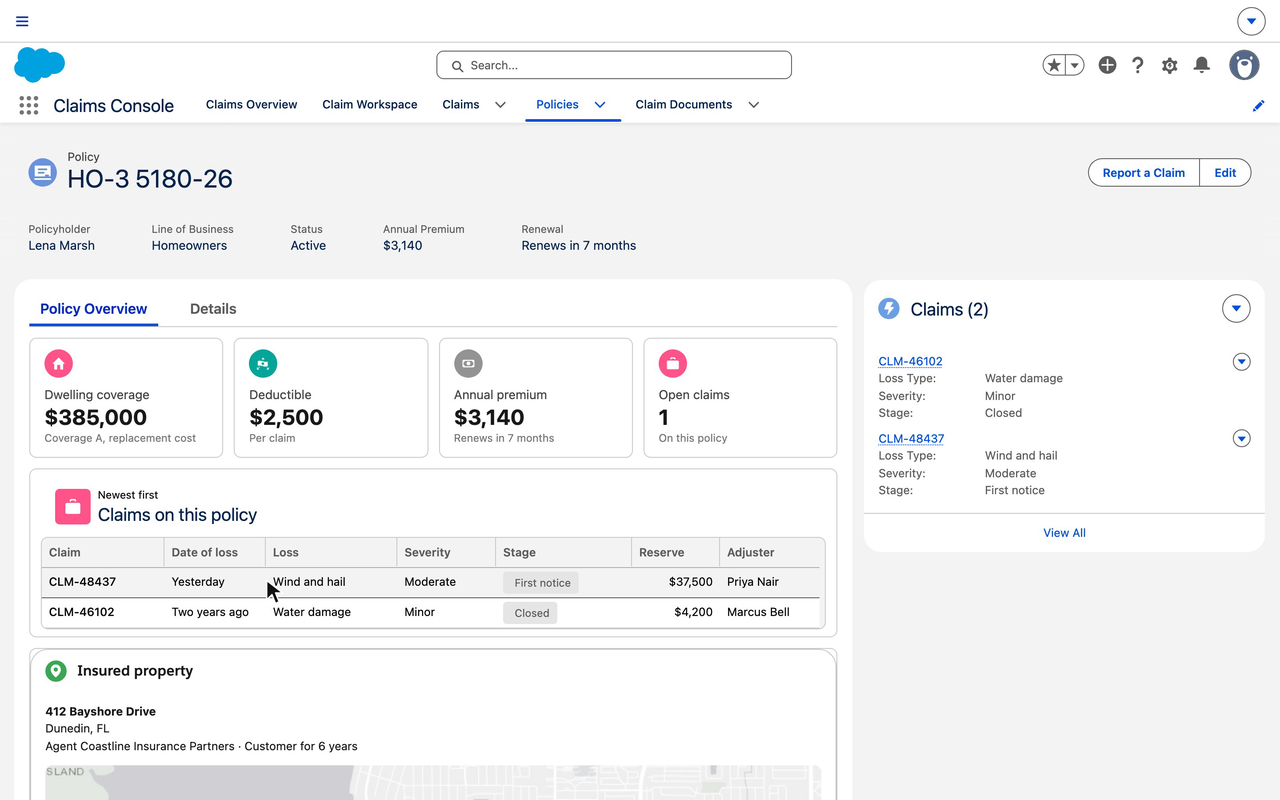 Search...
Claims Console
Claims Overview
Claim Workspace
Claims
Policies
Claim Documents
Policy
HO-3 5180-26
Report a Claim
Edit
Policyholder
Lena Marsh
Line of Business
Homeowners
Status
Active
Annual Premium
$3,140
Renewal
Renews in 7 months
Policy Overview
Details
Dwelling coverage
$385,000
Coverage A, replacement cost
Deductible
$2,500
Per claim
Annual premium
$3,140
Renews in 7 months
Open claims
1
On this policy
Newest first
Claims on this policy
Claim Date of loss Loss Severity Stage Reserve Adjuster
CLM-48437 Yesterday Wind and hail Moderate First notice $37,500 Priya Nair
CLM-46102 Two years ago Water damage Minor Closed $4,200 Marcus Bell
Insured property
412 Bayshore Drive
Dunedin, FL
Agent Coastline Insurance Partners · Customer for 6 years
SLAND
Claims (2)
CLM-46102
Loss Type: Water damage
Severity: Minor
Stage: Closed
CLM-48437
Loss Type: Wind and hail
Severity: Moderate
Stage: First notice
View All